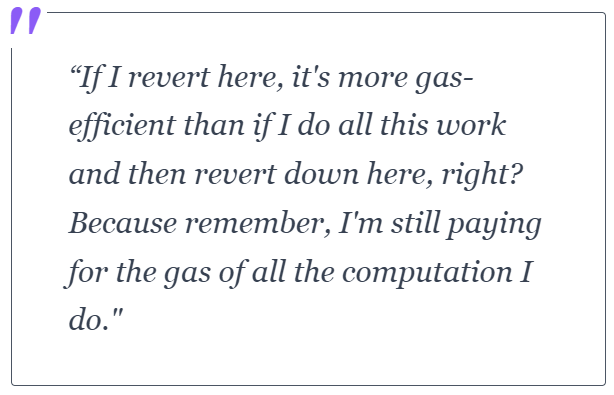 “If I revert here, it's more gas-
efficient than if I do all this work
and then revert down here, right?
Because remember, I'm still paying
for the gas of all the computation I
do."